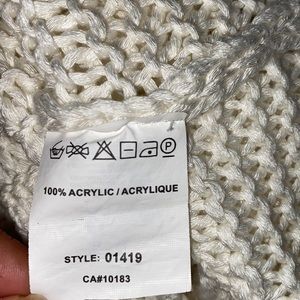 100% ACRYLIC / ACRYLIQUE
STYLE: 01419
CA#10183